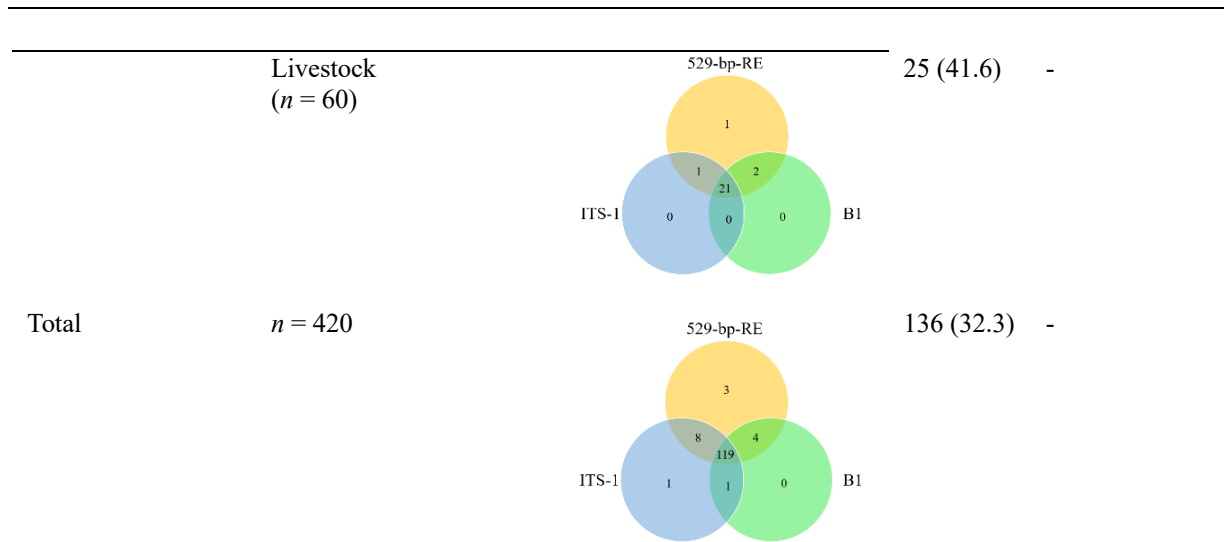 Livestock
(n = 60)
529-bp-RE
1
1
2
21
ITS-1
0
0
0
B1
25 (41.6)
-
Total
n = 420
529-bp-RE
3
8
4
119
ITS-1
1
1
0
B1
136 (32.3)
-